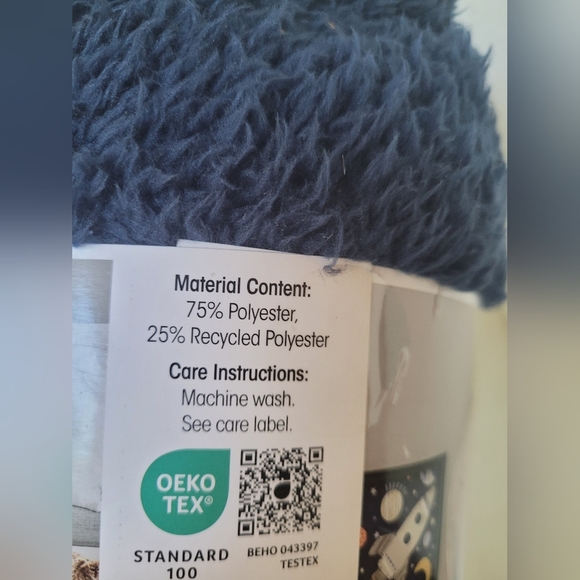 Material Content:
75% Polyester,
25% Recycled Polyester
Care Instructions:
Machine wash.
See care label.
OEKO
TEX®
STANDARD
100
BEHO 043397
TESTEX